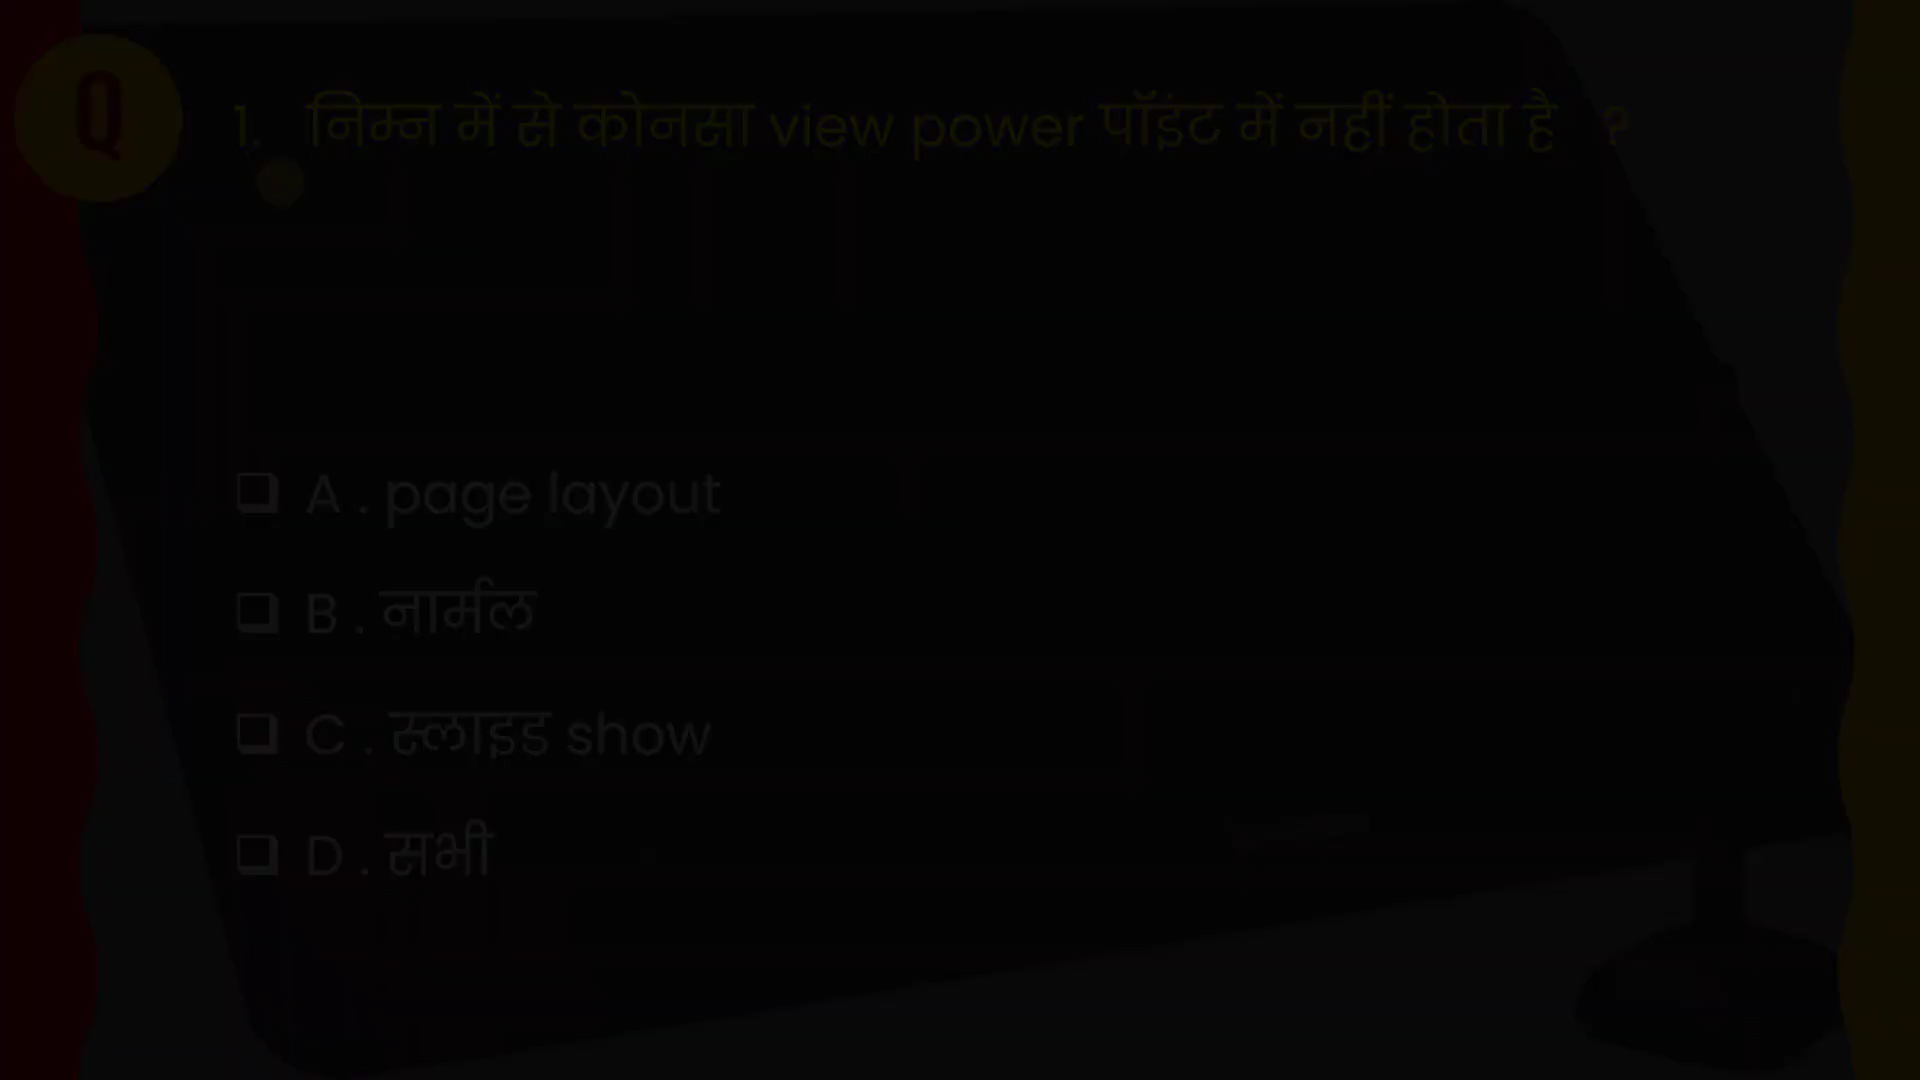 Q
1. निम्न में से कोनसा view power पॉइंट में नहीं होता है ?
❑ A . page layout
❑ B . नार्मल
❑ C . स्लाइड show
❑ D . सभी